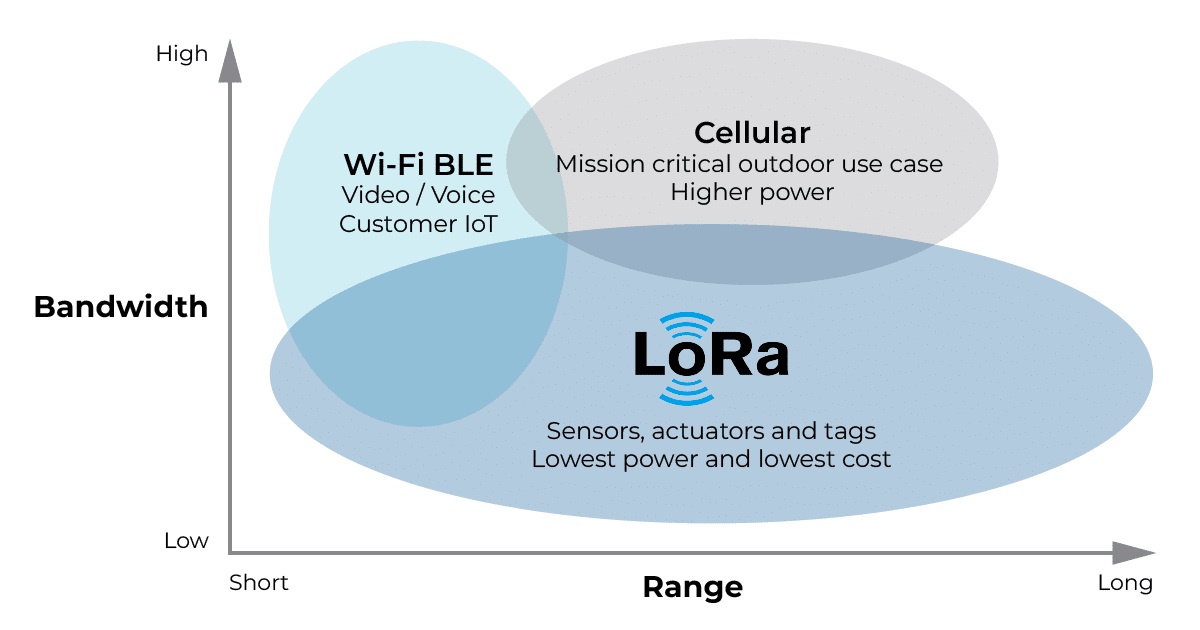 High
Cellular
Mission critical outdoor use case
Higher power
Wi-Fi BLE
Video / Voice
Customer IoT
Bandwidth
LoRa
Sensors, actuators and tags
Lowest power and lowest cost
Low
Short
Range
Long